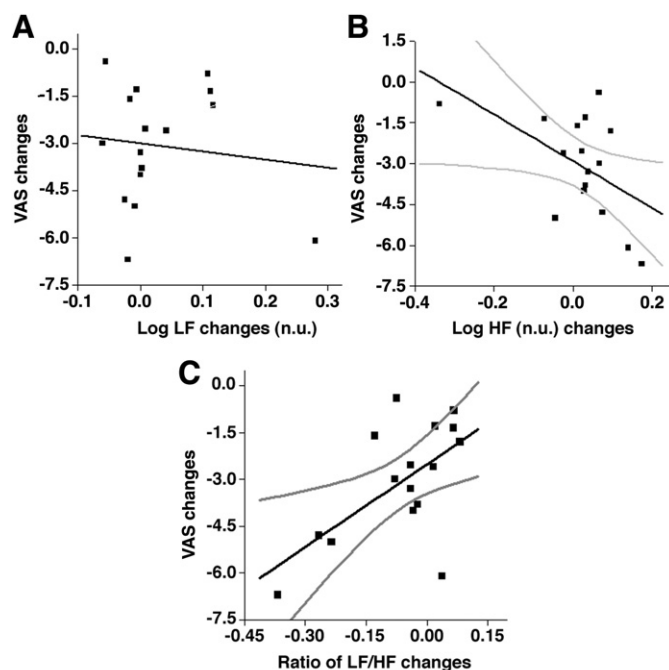 A
VAS changes
0.0
-1.5
-3.0
-4.5
-6.0
-7.5
-0.1 0.0 0.1 0.2 0.3
Log LF changes (n.u.)
B
VAS changes
1.5
0.0
-1.5
-3.0
-4.5
-6.0
-7.5
-0.4 -0.2 0.0 0.2
Log HF (n.u.) changes
C
VAS changes
0.0
-1.5
-3.0
-4.5
-6.0
-7.5
-0.45 -0.30 -0.15 0.00 0.15
Ratio of LF/HF changes